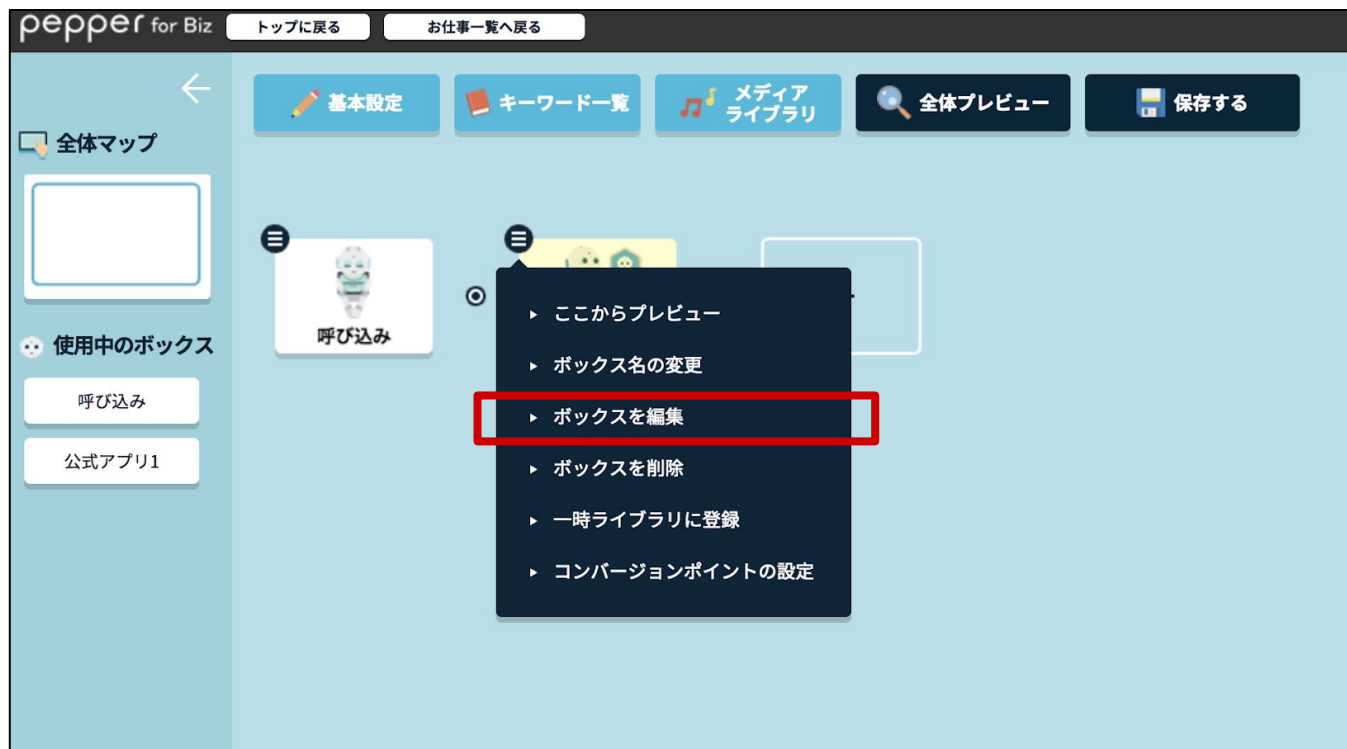 pepper for Biz
トップに戻る
お仕事一覧へ戻る
基本設定
キーワード一覧
メディア
ライブラリ
全体プレビュー
保存する
全体マップ
使用中のボックス
呼び込み
公式アプリ1
呼び込み
ここからプレビュー
ボックス名の変更
ボックスを編集
ボックスを削除
一時ライブラリに登録
コンバージョンポイントの設定